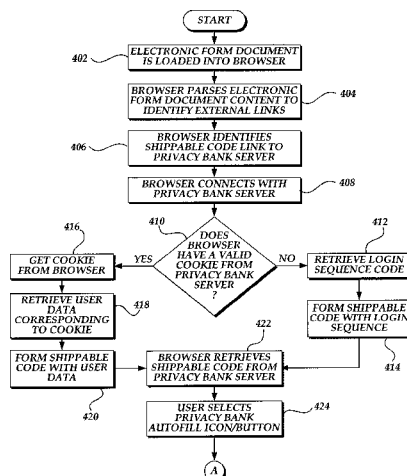 START
402
ELECTRONIC FORM DOCUMENT
IS LOADED INTO BROWSER
BROWSER PARSES ELECTRONIC
FORM DOCUMENT CONTENT TO
IDENTIFY EXTERNAL LINKS
404
406
BROWSER IDENTIFIES
SHIPPABLE CODE LINK TO
PRIVACY BANK SERVER
BROWSER CONNECTS WITH
PRIVACY BANK SERVER
408
410
DOES
BROWSER
HAVE A VALID
COOKIE FROM
PRIVACY BANK
SERVER
?
YES
NO
416
GET COOKIE
FROM BROWSER
412
RETRIEVE LOGIN
SEQUENCE CODE
RETRIEVE USER
DATA
CORRESPONDING
TO COOKIE
418
FORM SHIPPABLE
CODE WITH LOGIN
SEQUENCE
414
FORM SHIPPABLE
CODE WITH USER
DATA
420
422
BROWSER RETRIEVES
SHIPPABLE CODE FROM
PRIVACY BANK SERVER
USER SELECTS
PRIVACY BANK
AUTOFILL ICON/BUTTON
424
A